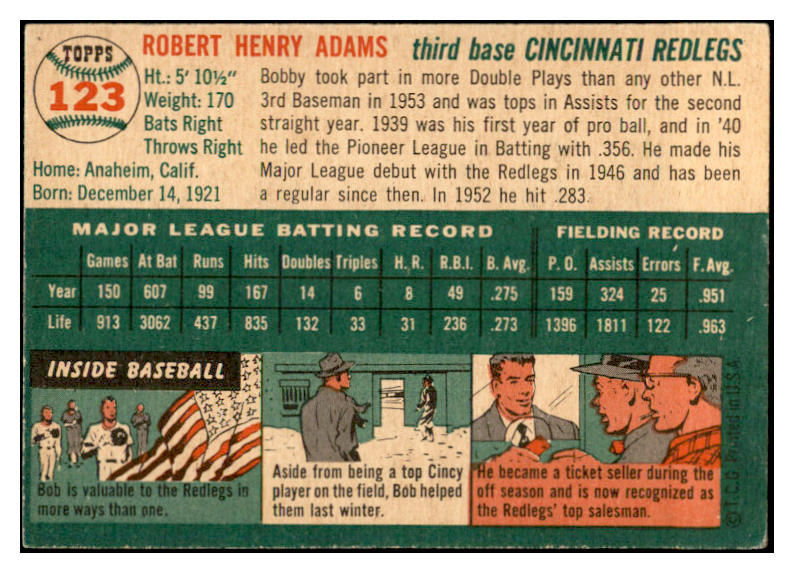 TOPPS
123
ROBERT HENRY ADAMS third base CINCINNATI REDLEGS
Ht.: 5' 10½"
Weight: 170
Bats Right
Throws Right
Home: Anaheim, Calif.
Born: December 14, 1921
Bobby took part in more Double Plays than any other N.L.
3rd Baseman in 1953 and was tops in Assists for the second
straight year. 1939 was his first year of pro ball, and in '40
he led the Pioneer League in Batting with .356. He made his
Major League debut with the Redlegs in 1946 and has been
a regular since then. In 1952 he hit .283.
MAJOR LEAGUE BATTING RECORD FIELDING RECORD
Games At Bat Runs Hits Doubles Triples H. R. R.B.I. B. Avg. P. O. Assists Errors F. Avg.
Year 150 607 99 167 14 6 8 49 .275 159 324 25 .951
Life 913 3062 437 835 132 33 31 236 .273 1396 1811 122 .963
INSIDE BASEBALL
Bob is valuable to the Redlegs in
more ways than one.
Aside from being a top Cincy
player on the field, Bob helped
them last winter.
He became a ticket seller during the
off season and is now recognized as
the Redlegs' top salesman.
© T.C.G. Printed in U.S.A.